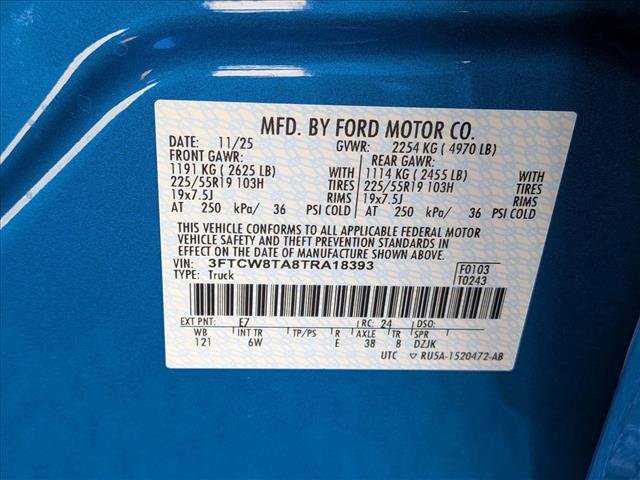 MFD. BY FORD MOTOR CO.
DATE: 11/25 GVWR: 2254 KG ( 4970 LB)
FRONT GAWR: REAR GAWR:
1191 KG ( 2625 LB) WITH 1114 KG ( 2455 LB) WITH
225/55R19 103H TIRES 225/55R19 103H TIRES
19x7.5J RIMS 19x7.5J RIMS
AT 250 kPa/ 36 PSI COLD AT 250 kPa/ 36 PSI COLD
THIS VEHICLE CONFORMS TO ALL APPLICABLE FEDERAL MOTOR
VEHICLE SAFETY AND THEFT PREVENTION STANDARDS IN
EFFECT ON THE DATE OF MANUFACTURE SHOWN ABOVE.
VIN: 3FTCW8TA8TRA18393 F0103
TYPE: Truck T0243
EXT PNT: E7 RC: 24 DSO:
WB INT TR TP/PS R AXLE TR SPR
121 6W E 38 8 DZJK
UTC ▽ RU5A-1520472-AB